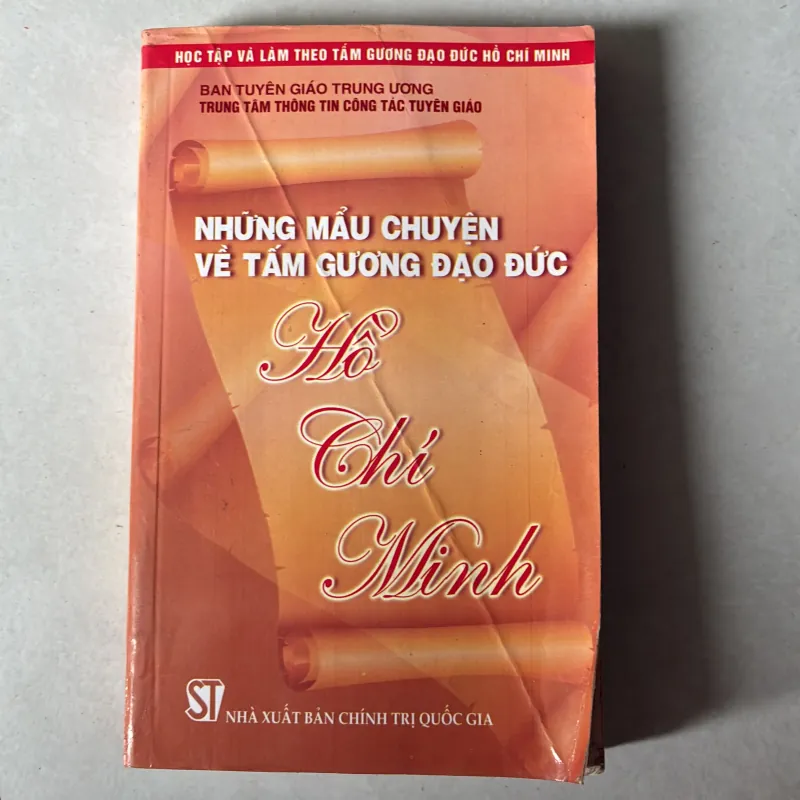 HỌC TẬP VÀ LÀM THEO TẤM GƯƠNG ĐẠO ĐỨC HỒ CHÍ MINH
BAN TUYÊN GIÁO TRUNG ƯƠNG
TRUNG TÂM THÔNG TIN CÔNG TÁC TUYÊN GIÁO
NHỮNG MẨU CHUYỆN
VỀ TẤM GƯƠNG ĐẠO ĐỨC
Hồ
Chí
Minh
ST
NHÀ XUẤT BẢN CHÍNH TRỊ QUỐC GIA